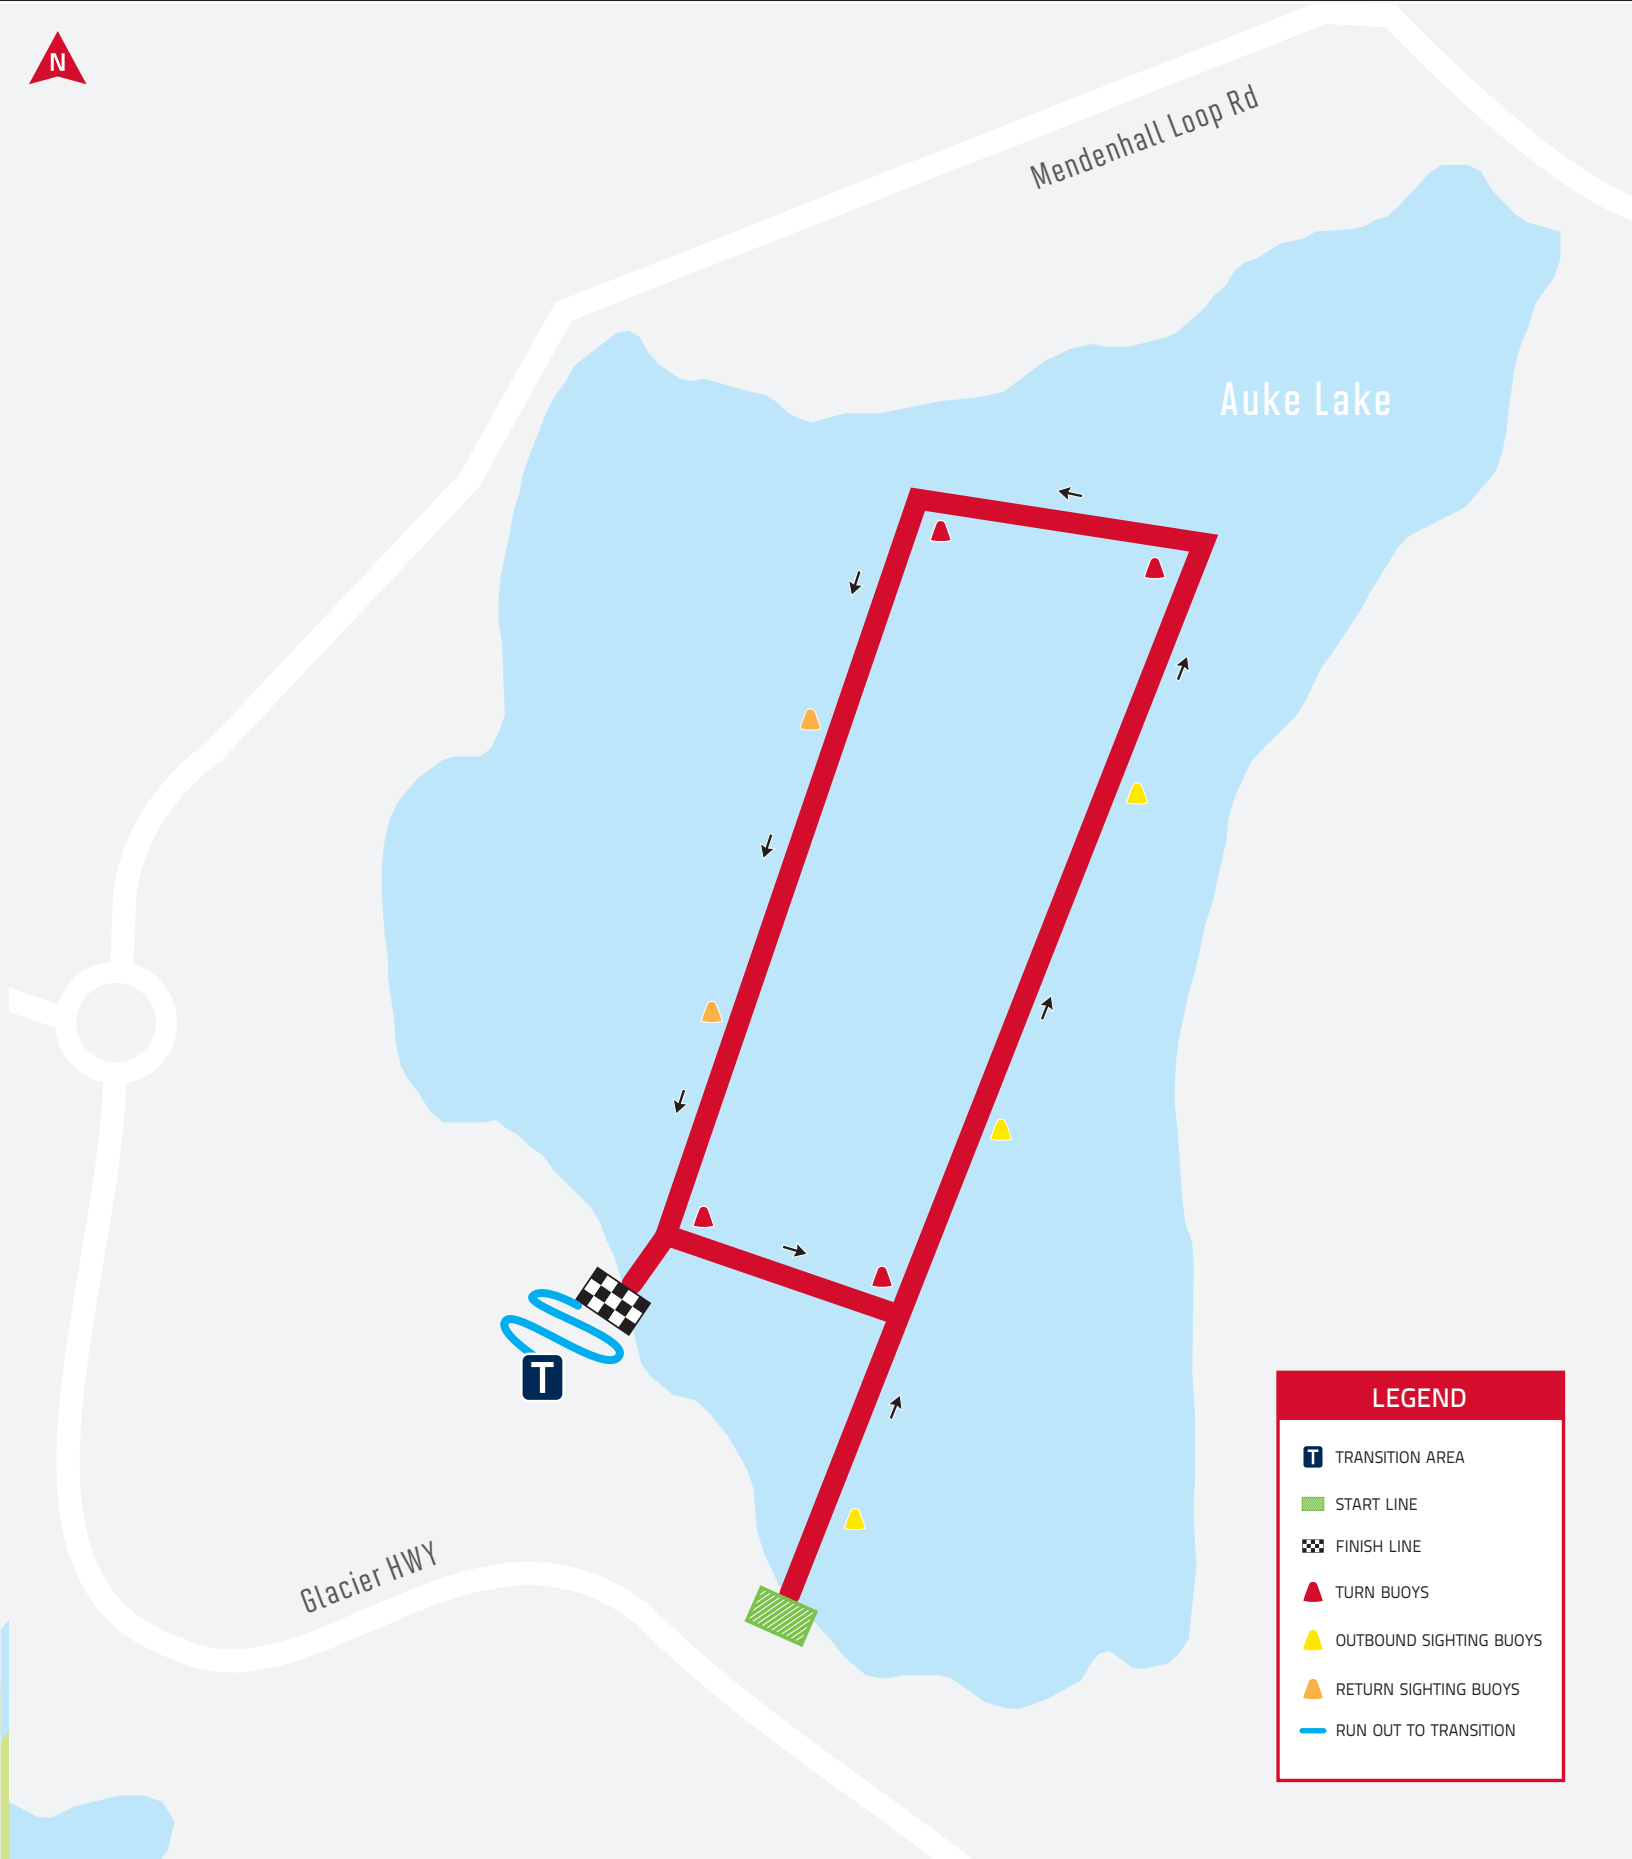 N
Mendenhall Loop Rd
Auke Lake
T
Glacier HWY
LEGEND
T TRANSITION AREA
START LINE
FINISH LINE
TURN BUOYS
OUTBOUND SIGHTING BUOYS
RETURN SIGHTING BUOYS
RUN OUT TO TRANSITION